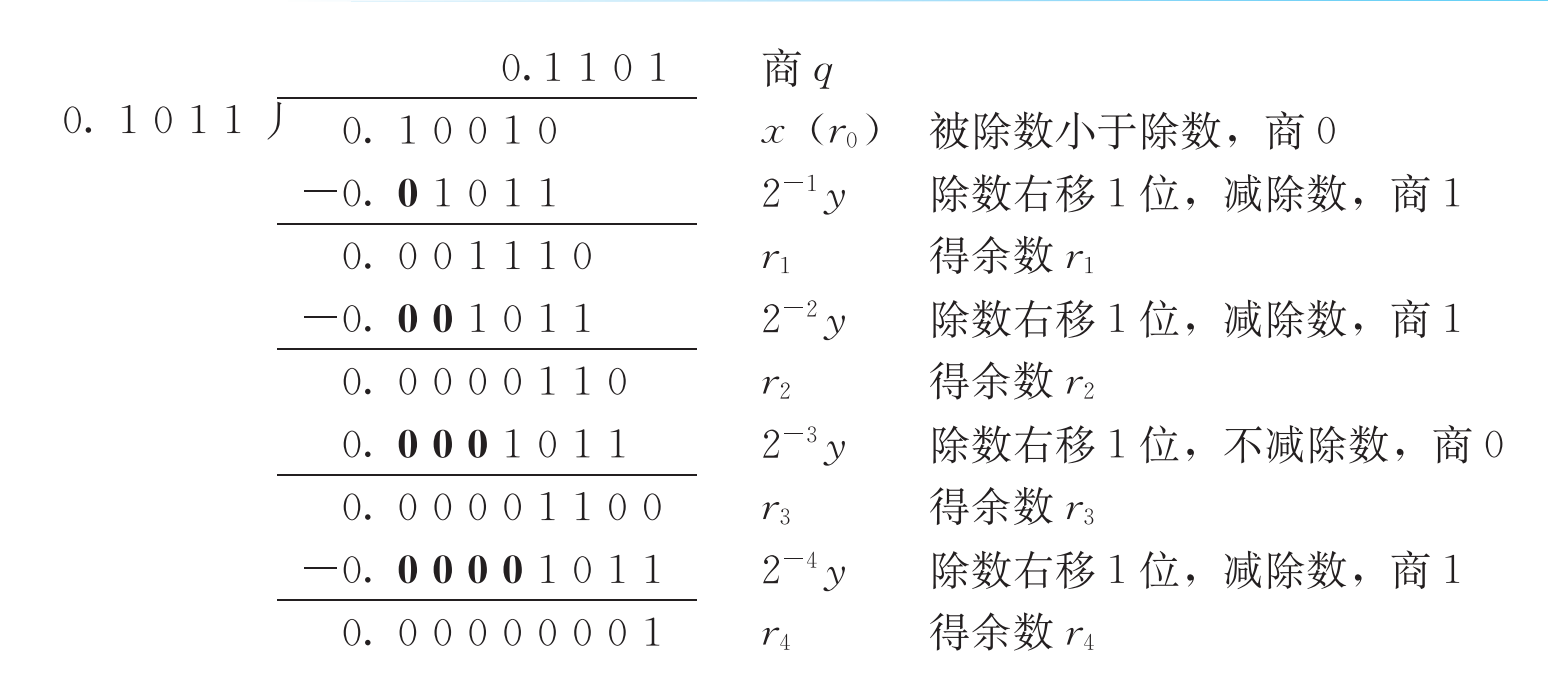 0.1101 商 q
0.1011 ) 0.10010 x（r₀） 被除数小于除数，商 0
－0.01011 2⁻¹y 除数右移 1 位，减除数，商 1
0.001110 r₁ 得余数 r₁
－0.001011 2⁻²y 除数右移 1 位，减除数，商 1
0.0000110 r₂ 得余数 r₂
0.0001011 2⁻³y 除数右移 1 位，不减除数，商 0
0.00001100 r₃ 得余数 r₃
－0.00001011 2⁻⁴y 除数右移 1 位，减除数，商 1
0.00000001 r₄ 得余数 r₄